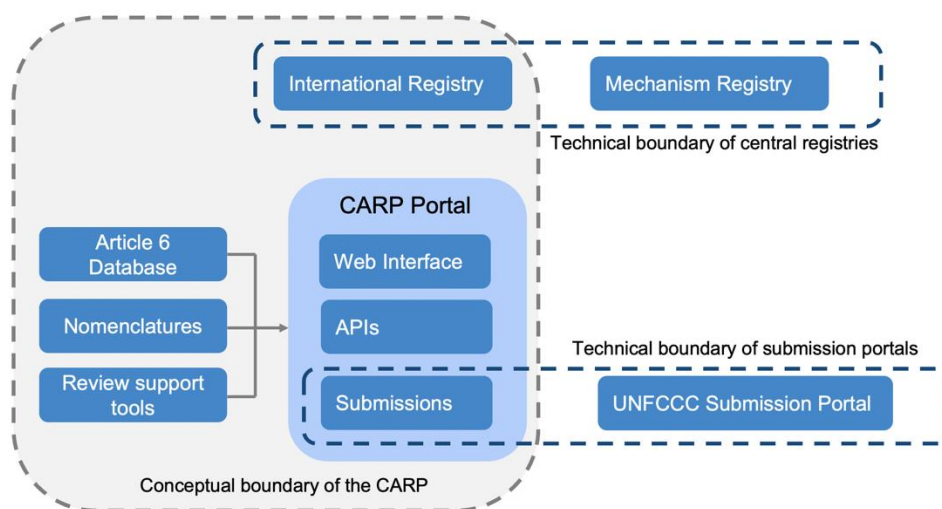 International Registry
Mechanism Registry
Technical boundary of central registries
CARP Portal
Article 6
Database
Web Interface
Nomenclatures
APIs
Technical boundary of submission portals
Review support
tools
Submissions
UNFCCC Submission Portal
Conceptual boundary of the CARP